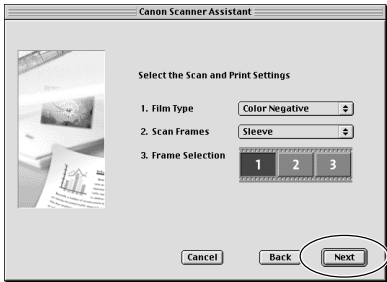 Canon Scanner Assistant
Select the Scan and Print Settings
1. Film Type Color Negative
2. Scan Frames Sleeve
3. Frame Selection 1 2 3
Cancel Back Next